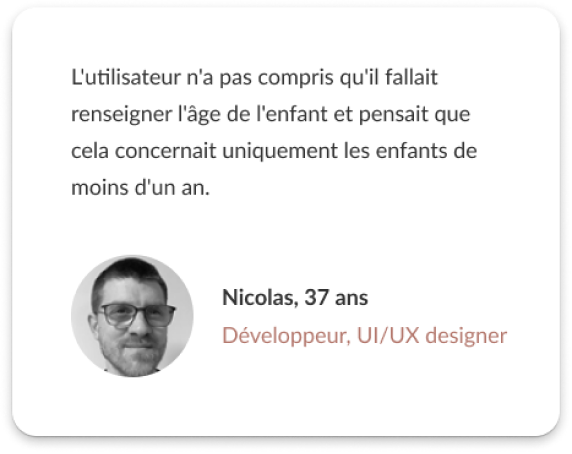 L'utilisateur n'a pas compris qu'il fallait
renseigner l'âge de l'enfant et pensait que
cela concernait uniquement les enfants de
moins d'un an.
Nicolas, 37 ans
Développeur, UI/UX designer